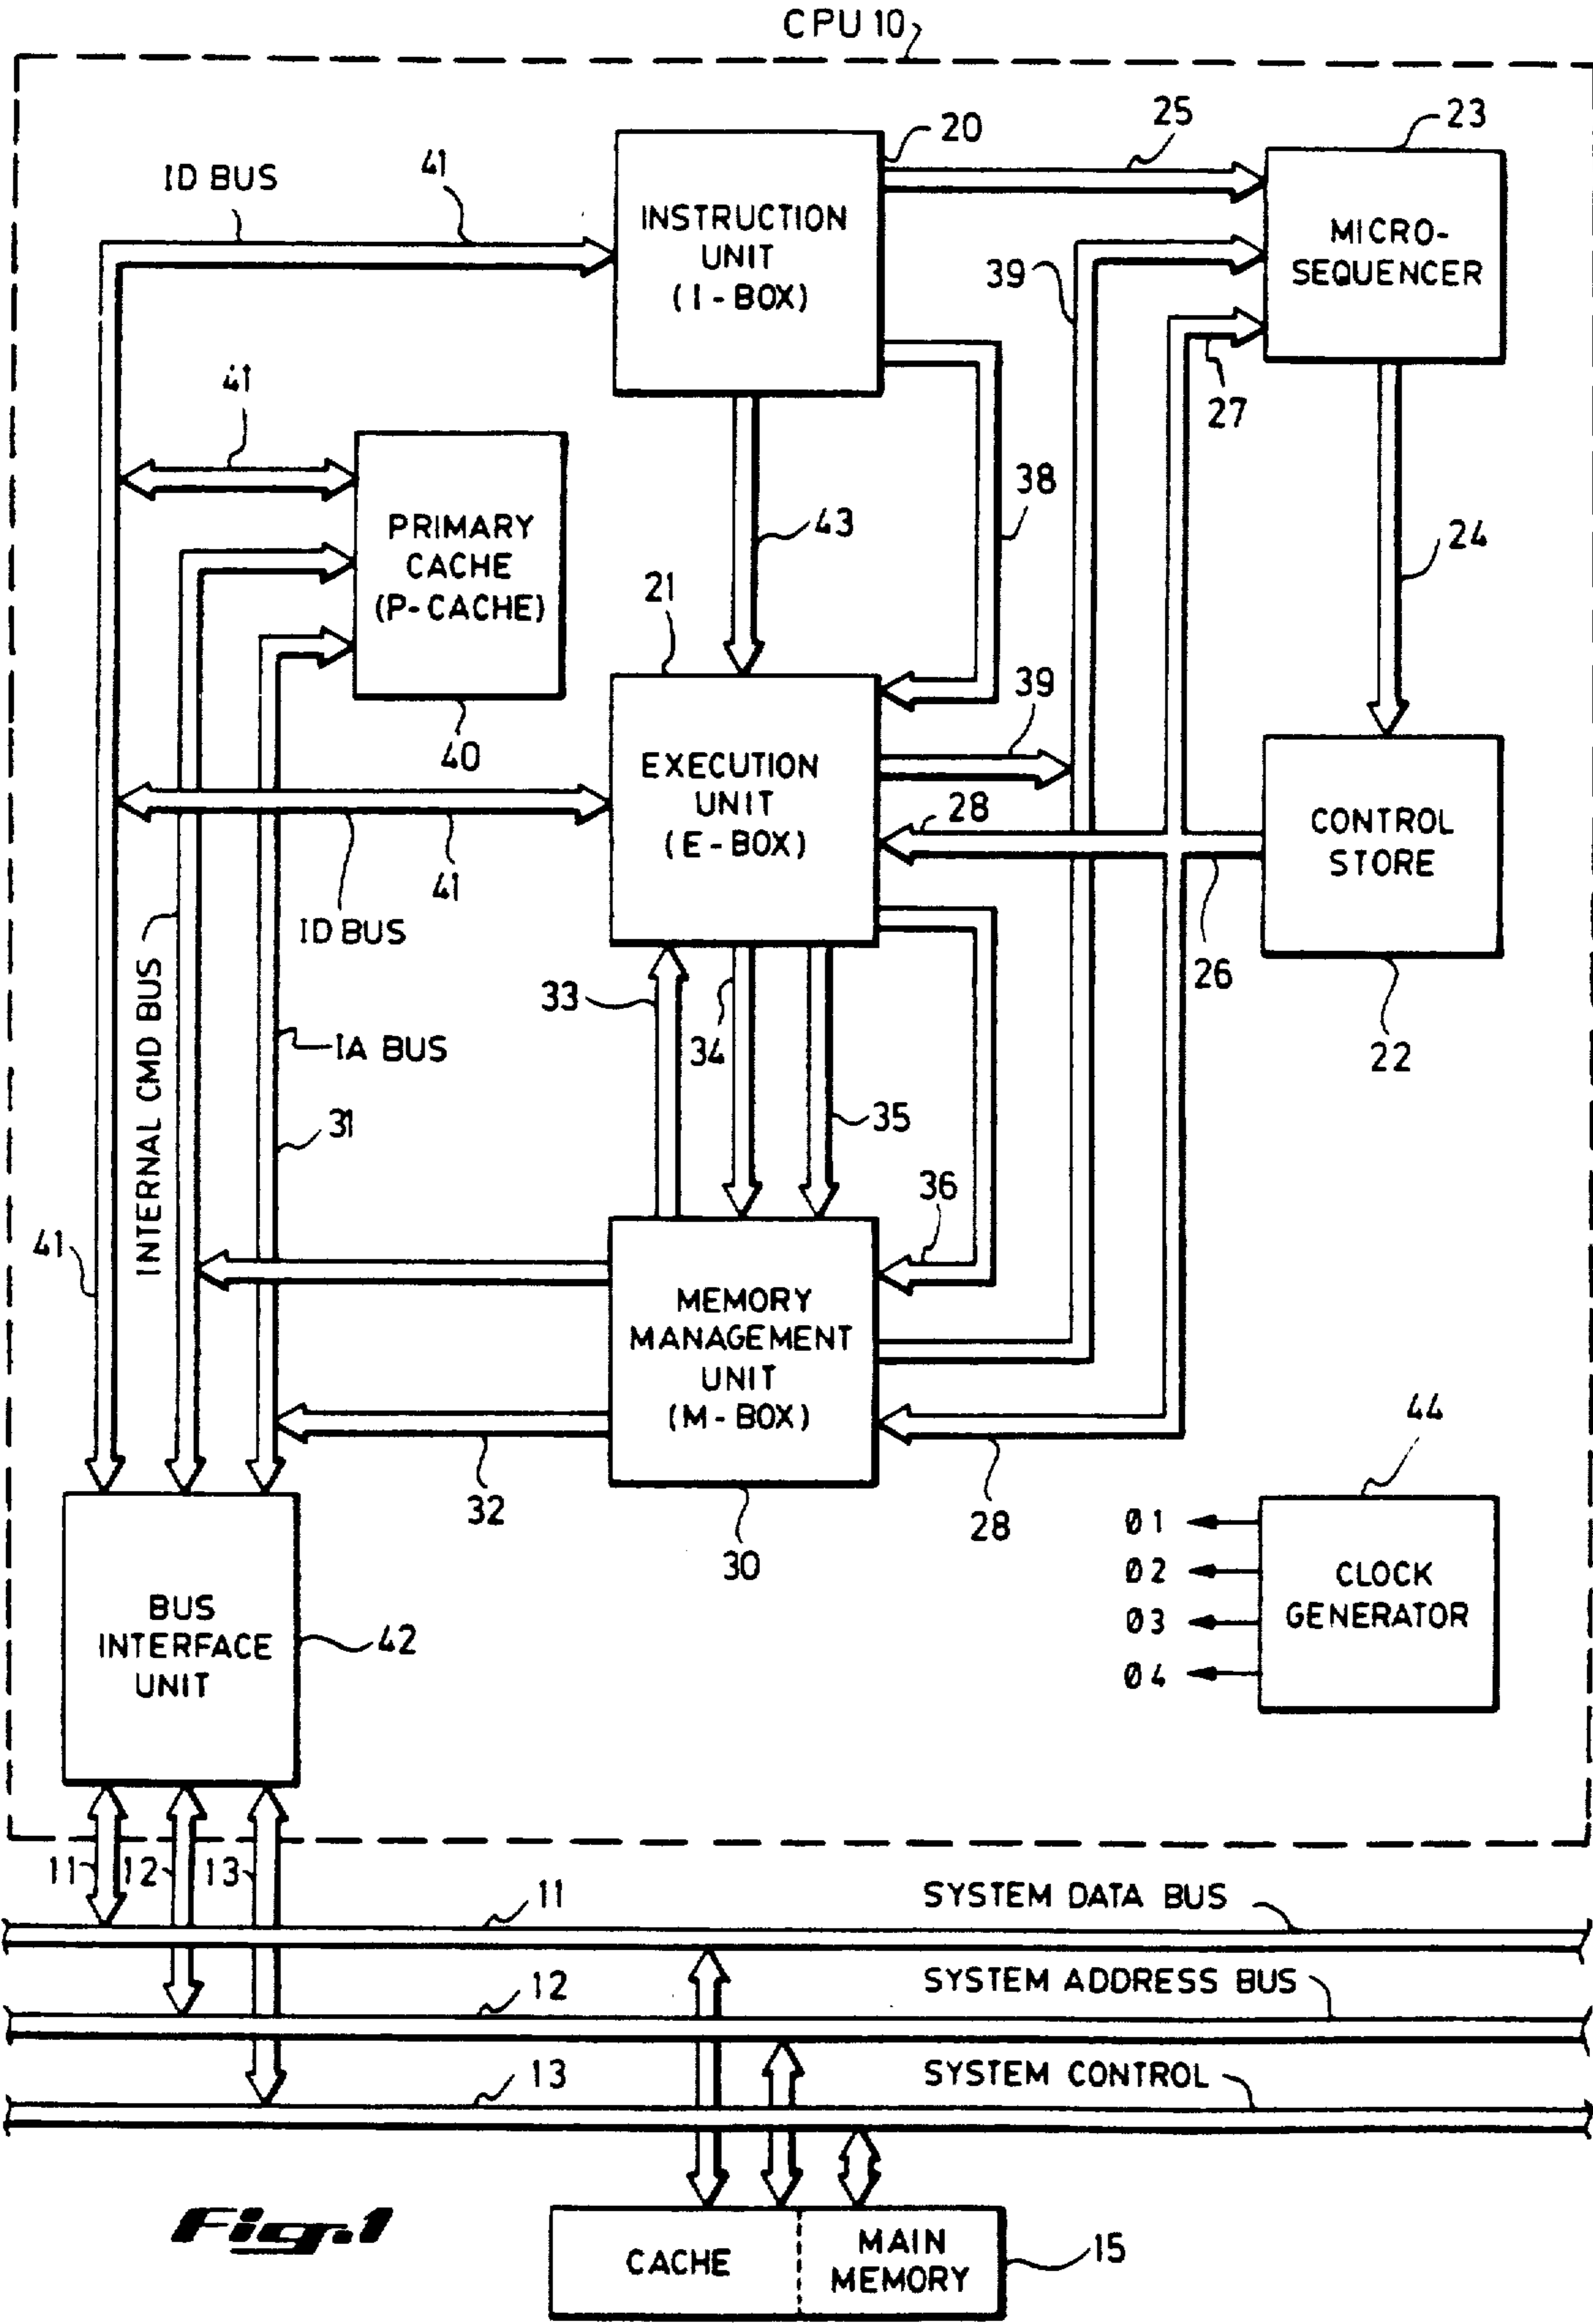 CPU 10
20
25
23
ID BUS
41
INSTRUCTION
UNIT
(I-BOX)
MICRO-
SEQUENCER
39
27
41
38
PRIMARY
CACHE
(P-CACHE)
43
24
21
40
39
EXECUTION
UNIT
(E-BOX)
28
CONTROL
STORE
41
ID BUS
26
INTERNAL CMD BUS
33
34
IA BUS
22
35
31
36
41
MEMORY
MANAGEMENT
UNIT
(M-BOX)
44
32
28
30
Ø1
Ø2
Ø3
Ø4
CLOCK
GENERATOR
BUS
INTERFACE
UNIT
42
11
12
13
11
SYSTEM DATA BUS
12
SYSTEM ADDRESS BUS
13
SYSTEM CONTROL
Fig.1
CACHE
MAIN
MEMORY
15